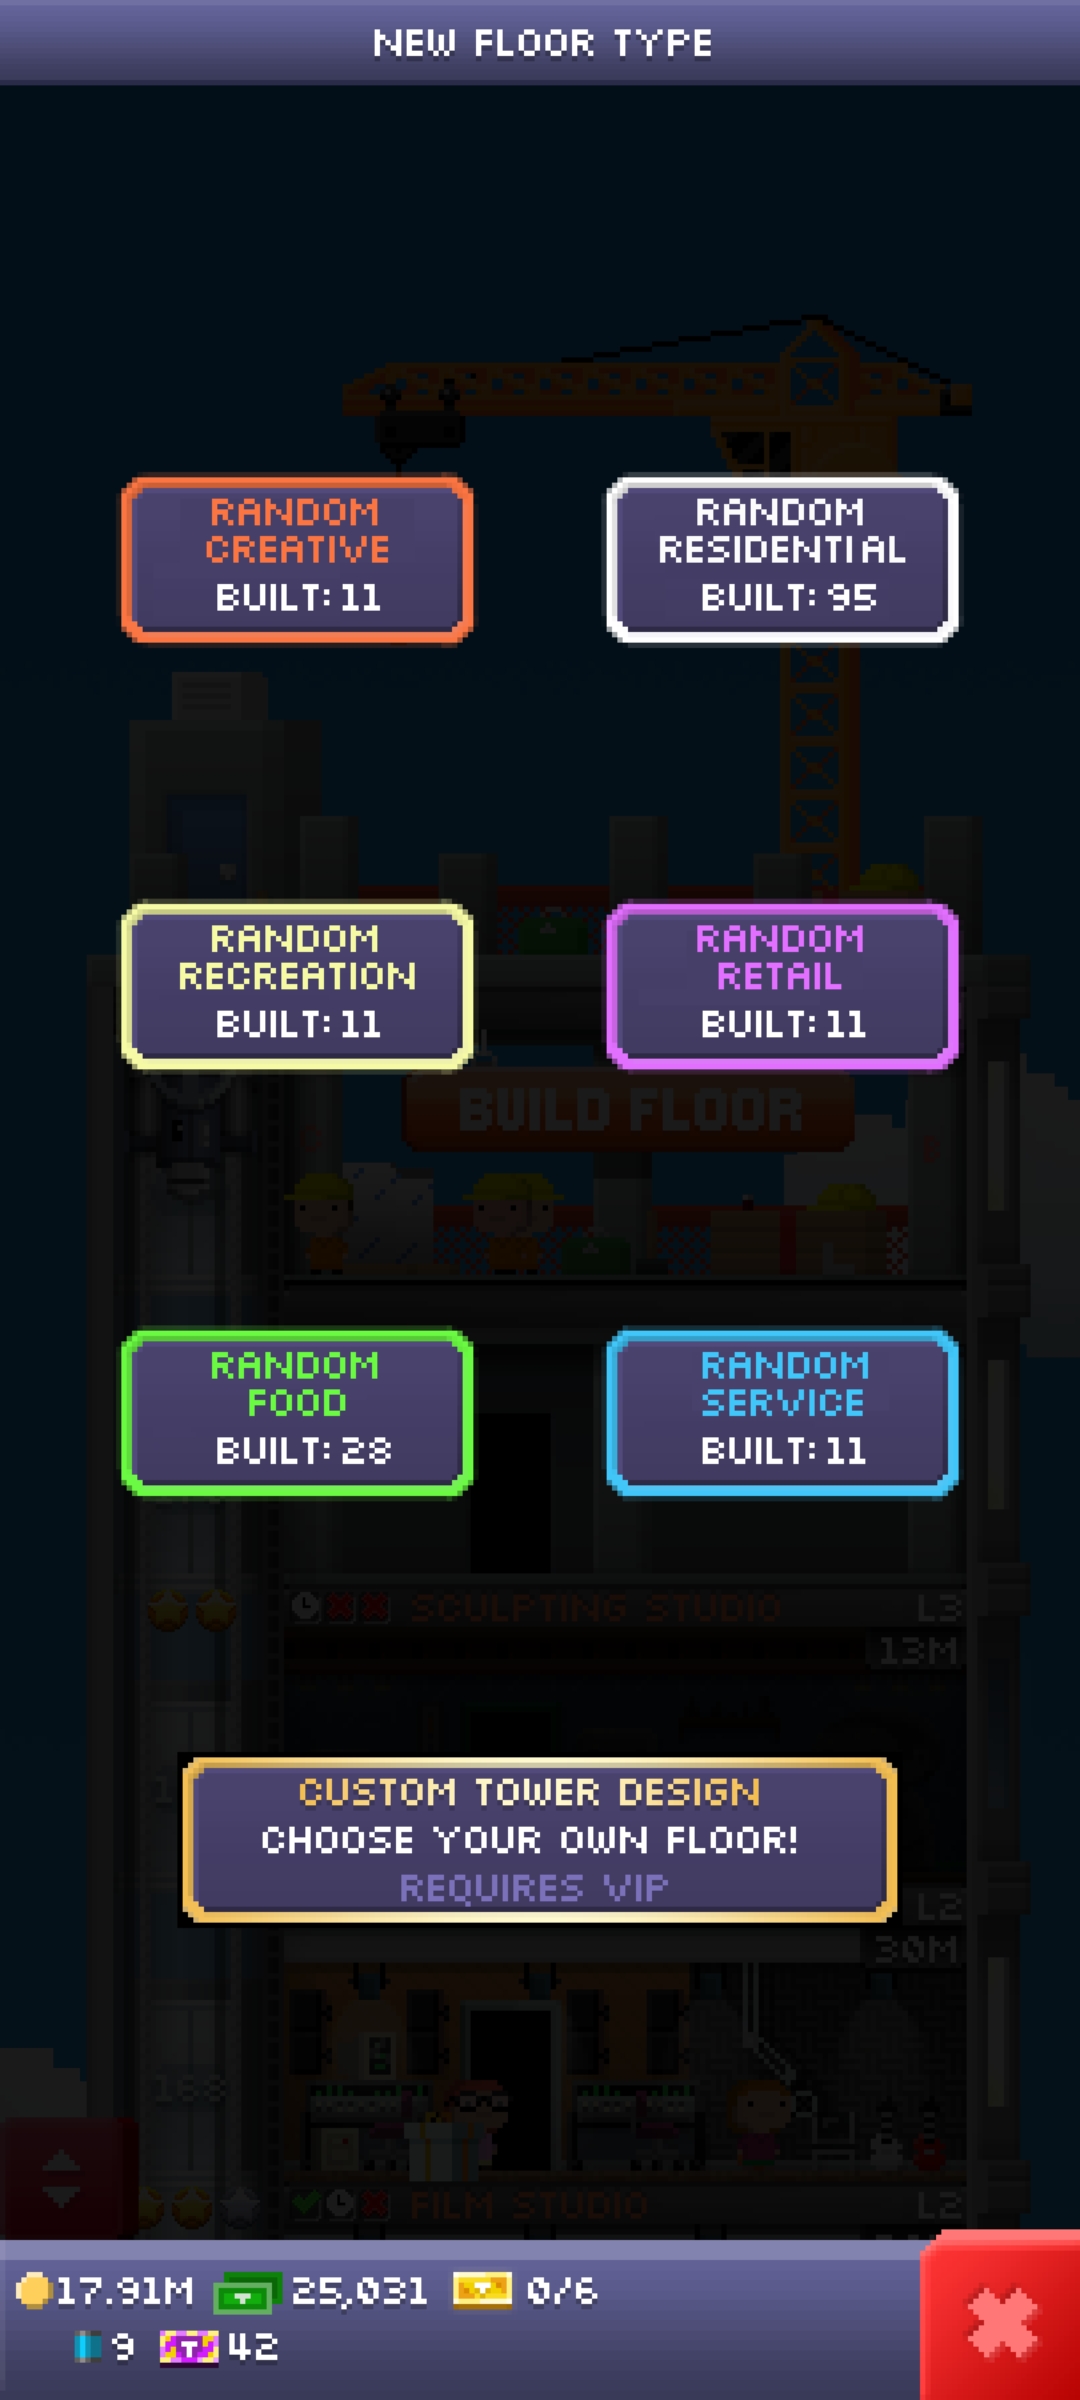 NEW FLOOR TYPE
RANDOM
CREATIVE
BUILT: 11
RANDOM
RESIDENTIAL
BUILT: 95
RANDOM
RECREATION
BUILT: 11
RANDOM
RETAIL
BUILT: 11
BUILD FLOOR
RANDOM
FOOD
BUILT: 28
RANDOM
SERVICE
BUILT: 11
SCULPTING STUDIO L3
13M
CUSTOM TOWER DESIGN
CHOOSE YOUR OWN FLOOR!
REQUIRES VIP
L2
30M
168
FILM STUDIO L2
17.91M 25,031 0/6
9 42